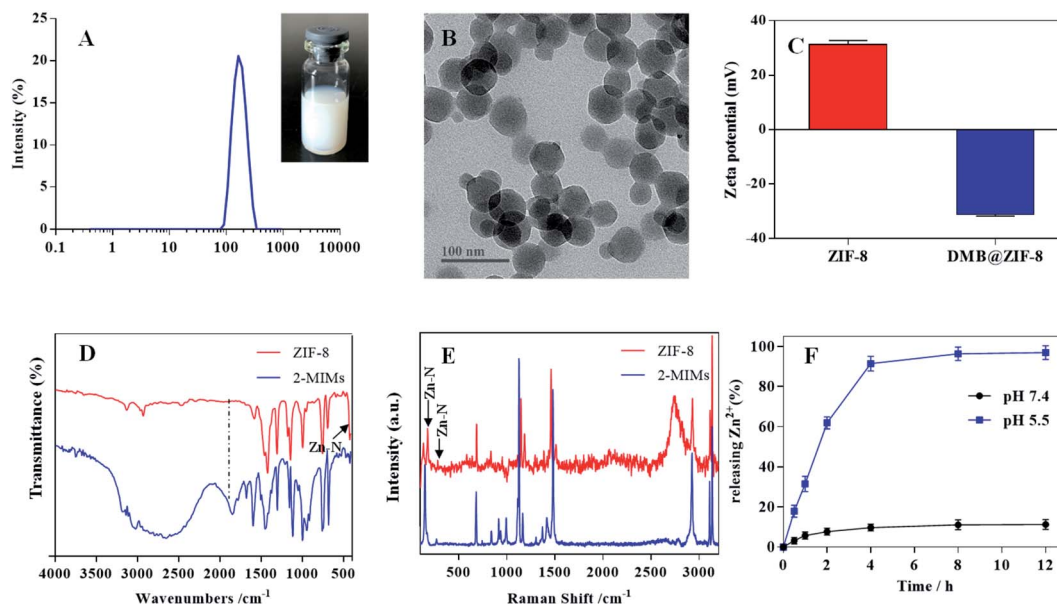 A
Intensity (%)
25
20
15
10
5
0
0.1 1 10 100 1000 10000
B
100 nm
C
Zeta potential (mV)
40
20
0
-20
-40
ZIF-8 DMB@ZIF-8
D
ZIF-8
2-MIMs
Zn-N
Transmittance (%)
4000 3500 3000 2500 2000 1500 1000 500
Wavenumbers /cm-1
E
ZIF-8
2-MIMs
Zn-N
Zn-N
Intensity (a.u.)
500 1000 1500 2000 2500 3000
Raman Shift /cm-1
F
releasing Zn2+(%)
100
80
60
40
20
0
pH 7.4
pH 5.5
0 2 4 6 8 10 12
Time / h